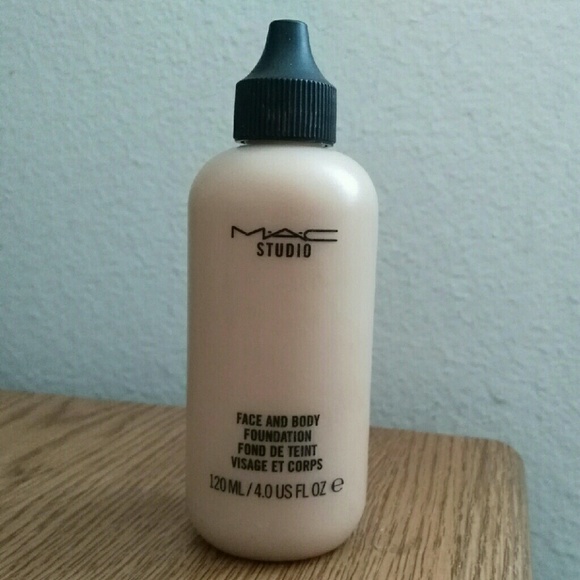 M·A·C
STUDIO
FACE AND BODY
FOUNDATION
FOND DE TEINT
VISAGE ET CORPS
120 ML / 4.0 US FL OZ ℮